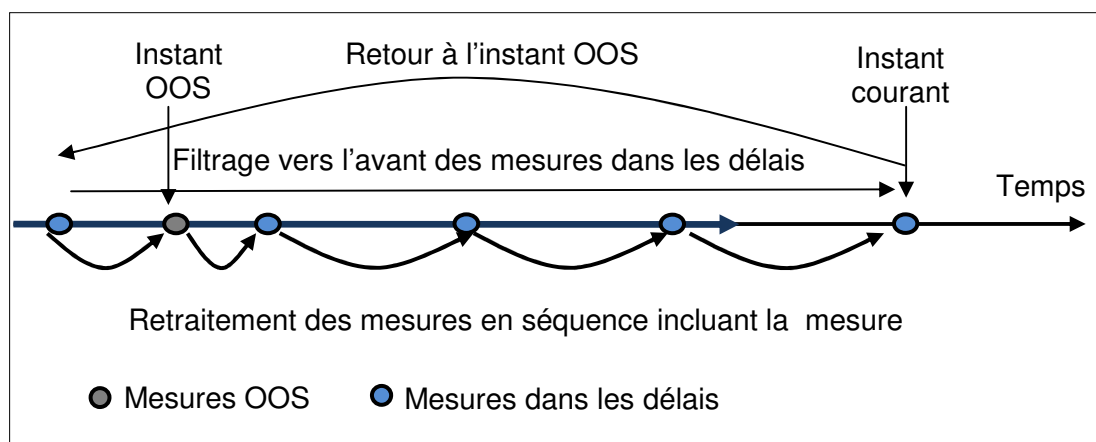 Instant
OOS
Retour à l'instant OOS
Instant
courant
Filtrage vers l'avant des mesures dans les délais
Temps
Retraitement des mesures en séquence incluant la mesure
Mesures OOS
Mesures dans les délais